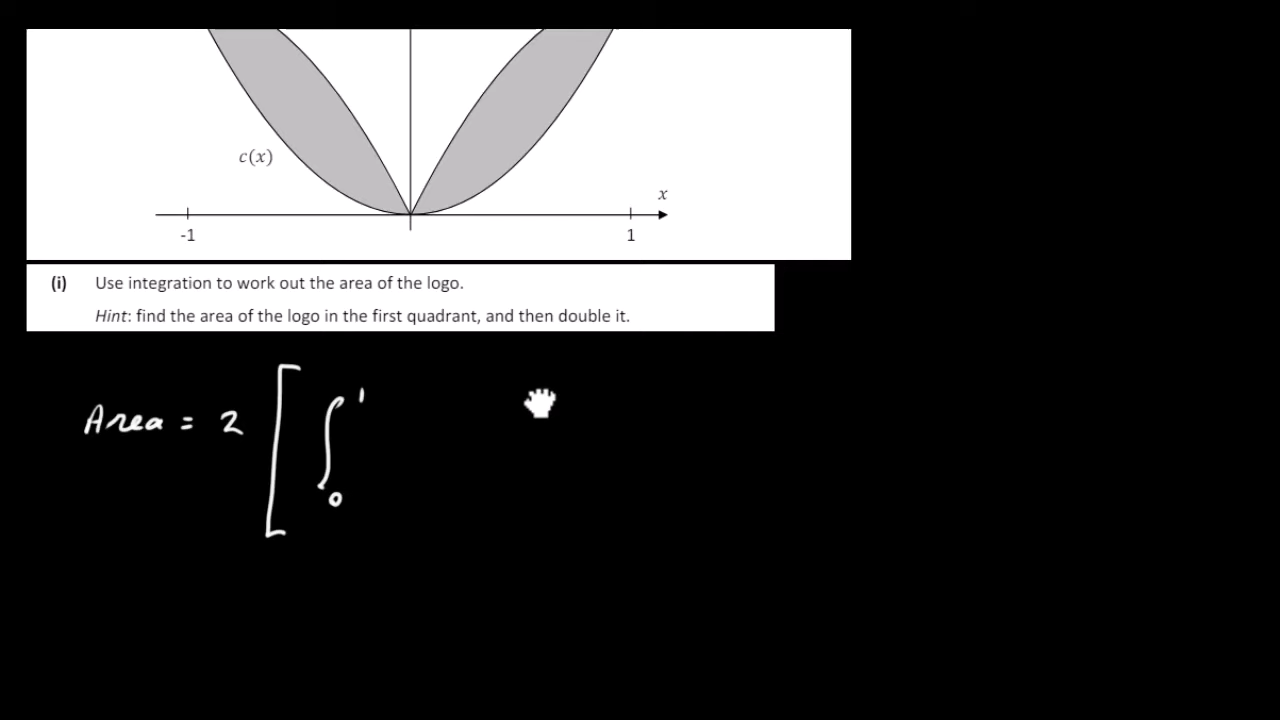 c(x)
x
-1 1
(i) Use integration to work out the area of the logo.
Hint: find the area of the logo in the first quadrant, and then double it.
Area = 2 [ ∫₀¹